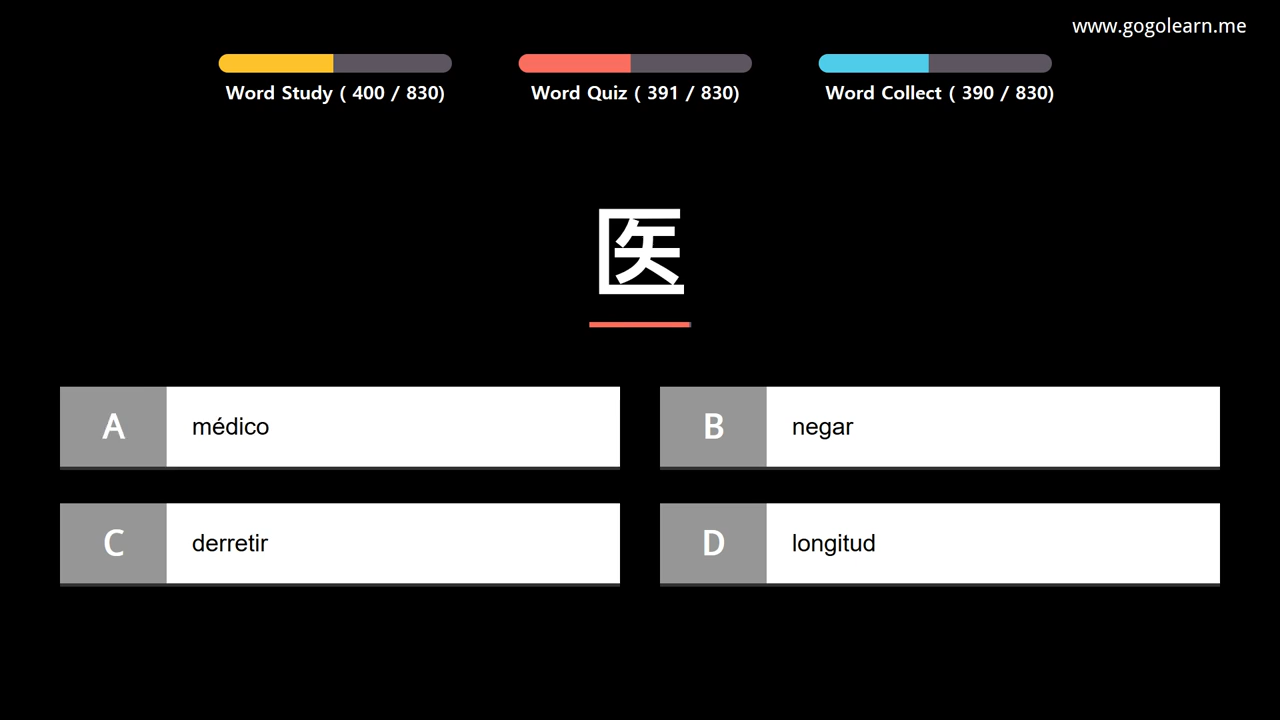 www.gogolearn.me
Word Study ( 400 / 830)
Word Quiz ( 391 / 830)
Word Collect ( 390 / 830)
医
A médico
B negar
C derretir
D longitud